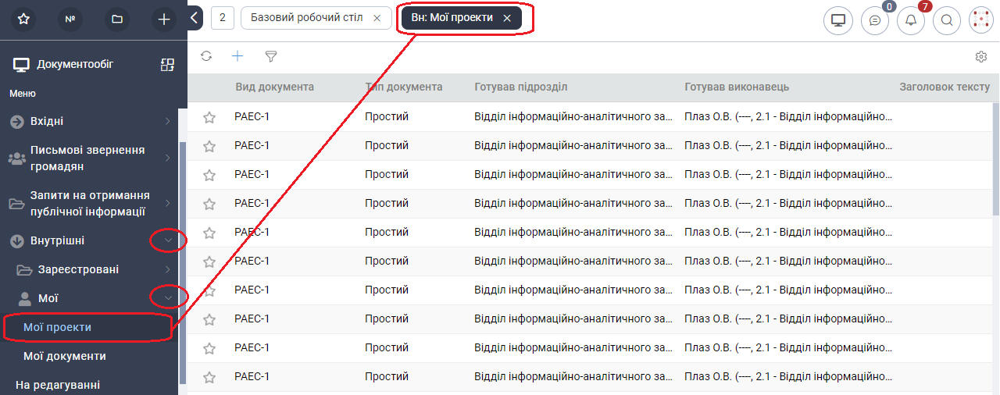 №
2
Базовий робочий стіл
Вн: Мої проекти
0
7
Документообіг
Меню
Вхідні
Письмові звернення
громадян
Запити на отримання
публічної інформації
Внутрішні
Зареєстровані
Мої
Мої проекти
Мої документи
На редагуванні
Вид документа Тип документа Готував підрозділ Готував виконавець Заголовок тексту
РАЕС-1 Простий Відділ інформаційно-аналітичного за... Плаз О.В. (----, 2.1 - Відділ інформаційно...
РАЕС-1 Простий Відділ інформаційно-аналітичного за... Плаз О.В. (----, 2.1 - Відділ інформаційно...
РАЕС-1 Простий Відділ інформаційно-аналітичного за... Плаз О.В. (----, 2.1 - Відділ інформаційно...
РАЕС-1 Простий Відділ інформаційно-аналітичного за... Плаз О.В. (----, 2.1 - Відділ інформаційно...
РАЕС-1 Простий Відділ інформаційно-аналітичного за... Плаз О.В. (----, 2.1 - Відділ інформаційно...
РАЕС-1 Простий Відділ інформаційно-аналітичного за... Плаз О.В. (----, 2.1 - Відділ інформаційно...
РАЕС-1 Простий Відділ інформаційно-аналітичного за... Плаз О.В. (----, 2.1 - Відділ інформаційно...
РАЕС-1 Простий Відділ інформаційно-аналітичного за... Плаз О.В. (----, 2.1 - Відділ інформаційно...
РАЕС-1 Простий Відділ інформаційно-аналітичного за... Плаз О.В. (----, 2.1 - Відділ інформаційно...
РАЕС-1 Простий Відділ інформаційно-аналітичного за... Плаз О.В. (----, 2.1 - Відділ інформаційно...